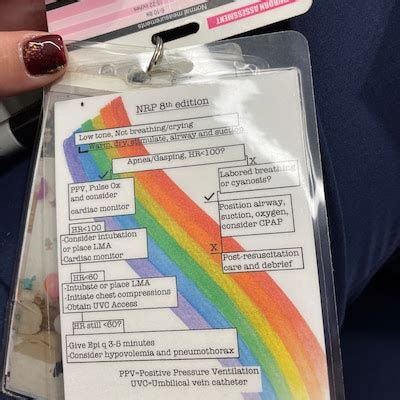 NEWBORN ASSESSMENT
Normal measurements
NRP 8th edition
Low tone, Not breathing/crying
Warm, dry, stimulate, airway and suction
Apnea/Gasping, HR<100?
X
PPV, Pulse Ox
and consider
cardiac monitor
Labored breathing
or cyanosis?
Position airway,
suction, oxygen,
consider CPAP
HR<100
-Consider intubation
or place LMA
-Cardiac monitor
X
Post-resuscitation
care and debrief
HR<60
-Intubate or place LMA
-Initiate chest compressions
-Obtain UVC Access
HR still <60?
-Give Epi q 3-5 minutes
-Consider hypovolemia and pneumothorax
PPV=Positive Pressure Ventilation
UVC=Umbilical vein catheter